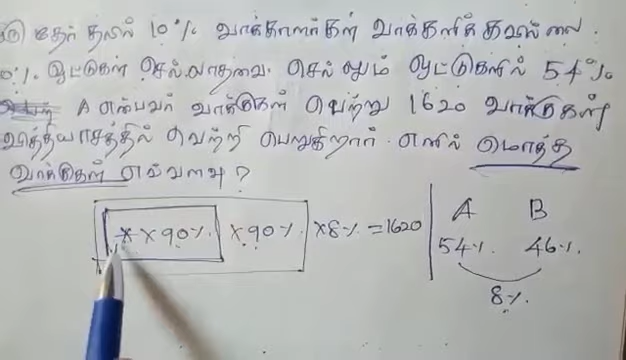 தேர்தலில் 10% வாக்காளர்கள் வாக்களிக்கவில்லை.
0%. ஓட்டுகள் செல்லாதவை. செல்லும் ஓட்டுகளில் 54%
A என்பவர் வாக்குகள் பெற்று 1620 வாக்குகள்
வித்தியாசத்தில் வெற்றி பெறுகிறார். எனில் மொத்த
வாக்குகள் எவ்வளவு?
x × 90% × 90% × 8% = 1620
A B
54% 46%
8%